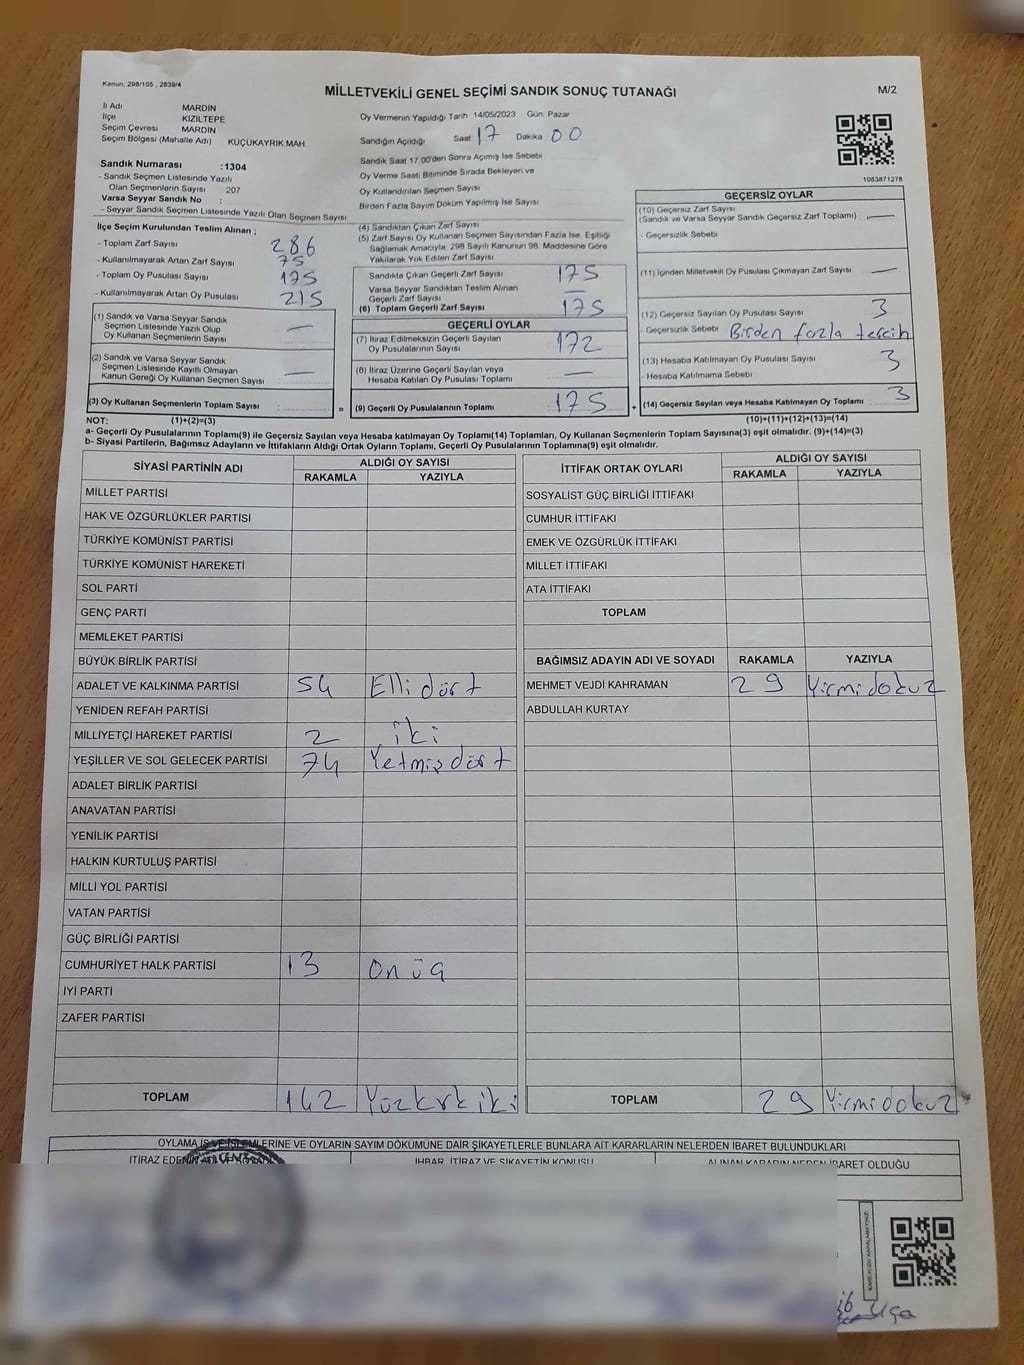 Kanun: 298/105 , 2839/4
MİLLETVEKİLİ GENEL SEÇİMİ SANDIK SONUÇ TUTANAĞI
M/2
İl Adı MARDİN
İlçe KIZILTEPE
Seçim Çevresi MARDİN
Seçim Bölgesi (Mahalle Adı) KÜÇÜKAYRIK MAH
Sandık Numarası :1304
- Sandık Seçmen Listesinde Yazılı
Olan Seçmenlerin Sayısı 207
Varsa Seyyar Sandık No :
- Seyyar Sandık Seçmen Listesinde Yazılı Olan Seçmen Sayısı
Oy Vermenin Yapıldığı Tarih 14/05/2023 Gün: Pazar
Sandığın Açıldığı Saat 17 Dakika 00
Sandık Saat 17:00'den Sonra Açılmış İse Sebebi
Oy Verme Saati Bitiminde Sırada Bekleyen ve
Oy Kullandırılan Seçmen Sayısı
Birden Fazla Sayım Döküm Yapılmış İse Sayısı
1083871278
İlçe Seçim Kurulundan Teslim Alınan ;
- Toplam Zarf Sayısı 286
- Kullanılmayarak Artan Zarf Sayısı 75
- Toplam Oy Pusulası Sayısı 175
- Kullanılmayarak Artan Oy Pusulası 215
(1) Sandık ve Varsa Seyyar Sandık
Seçmen Listesinde Yazılı Olup
Oy Kullanan Seçmenlerin Sayısı : —
(2) Sandık ve Varsa Seyyar Sandık
Seçmen Listesinde Kayıtlı Olmayan
Kanun Gereği Oy Kullanan Seçmen Sayısı : —
(3) Oy Kullanan Seçmenlerin Toplam Sayısı :
=
(4) Sandıktan Çıkan Zarf Sayısı
(5) Zarf Sayısı Oy Kullanan Seçmen Sayısından Fazla İse, Eşitliği
Sağlamak Amacıyla, 298 Sayılı Kanunun 98. Maddesine Göre
Yakılarak Yok Edilen Zarf Sayısı
Sandıkta Çıkan Geçerli Zarf Sayısı 175
Varsa Seyyar Sandıktan Teslim Alınan
Geçerli Zarf Sayısı —
(6) Toplam Geçerli Zarf Sayısı 175
GEÇERLİ OYLAR
(7) İtiraz Edilmeksizin Geçerli Sayılan
Oy Pusulalarının Sayısı 172
(8) İtiraz Üzerine Geçerli Sayılan veya
Hesaba Katılan Oy Pusulası Toplamı —
(9) Geçerli Oy Pusulalarının Toplamı 175
+
GEÇERSİZ OYLAR
(10) Geçersiz Zarf Sayısı
(Sandık ve Varsa Seyyar Sandık Geçersiz Zarf Toplamı) —
- Geçersizlik Sebebi
(11) İçinden Milletvekili Oy Pusulası Çıkmayan Zarf Sayısı —
(12) Geçersiz Sayılan Oy Pusulası Sayısı 3
- Geçersizlik Sebebi Birden fazla tercih
(13) Hesaba Katılmayan Oy Pusulası Sayısı 3
- Hesaba Katılmama Sebebi
(14) Geçersiz Sayılan veya Hesaba Katılmayan Oy Toplamı 3
NOT: (1)+(2)=(3) (10)+(11)+(12)+(13)=(14)
a- Geçerli Oy Pusulalarının Toplamı(9) ile Geçersiz Sayılan veya Hesaba katılmayan Oy Toplamı(14) Toplamları, Oy Kullanan Seçmenlerin Toplam Sayısına(3) eşit olmalıdır. (9)+(14)=(3)
b- Siyasi Partilerin, Bağımsız Adayların ve İttifakların Aldığı Ortak Oyların Toplamı, Geçerli Oy Pusulalarının Toplamına(9) eşit olmalıdır.
SİYASİ PARTİNİN ADI ALDIĞI OY SAYISI
RAKAMLA YAZIYLA
MİLLET PARTİSİ
HAK VE ÖZGÜRLÜKLER PARTİSİ
TÜRKİYE KOMÜNİST PARTİSİ
TÜRKİYE KOMÜNİST HAREKETİ
SOL PARTİ
GENÇ PARTİ
MEMLEKET PARTİSİ
BÜYÜK BİRLİK PARTİSİ
ADALET VE KALKINMA PARTİSİ 54 Elli dört
YENİDEN REFAH PARTİSİ
MİLLİYETÇİ HAREKET PARTİSİ 2 iki
YEŞİLLER VE SOL GELECEK PARTİSİ 74 Yetmiş dört
ADALET BİRLİK PARTİSİ
ANAVATAN PARTİSİ
YENİLİK PARTİSİ
HALKIN KURTULUŞ PARTİSİ
MİLLİ YOL PARTİSİ
VATAN PARTİSİ
GÜÇ BİRLİĞİ PARTİSİ
CUMHURİYET HALK PARTİSİ 13 on üç
İYİ PARTİ
ZAFER PARTİSİ
TOPLAM 142 Yüzkırkiki
İTTİFAK ORTAK OYLARI ALDIĞI OY SAYISI
RAKAMLA YAZIYLA
SOSYALİST GÜÇ BİRLİĞİ İTTİFAKI
CUMHUR İTTİFAKI
EMEK VE ÖZGÜRLÜK İTTİFAKI
MİLLET İTTİFAKI
ATA İTTİFAKI
TOPLAM
BAĞIMSIZ ADAYIN ADI VE SOYADI RAKAMLA YAZIYLA
MEHMET VEJDİ KAHRAMAN 29 Yirmidokuz
ABDULLAH KURTAY
TOPLAM 29 Yirmidokuz
OYLAMA İŞ VE İŞLEMLERİNE VE OYLARIN SAYIM DÖKÜMÜNE DAİR ŞİKAYETLERLE BUNLARA AİT KARARLARIN NELERDEN İBARET BULUNDUKLARI
İTİRAZ EDENİN ADI VE SOYADI İHBAR, İTİRAZ VE ŞİKAYETİN KONUSU ALINAN KARARIN NEDEN İBARET OLDUĞU